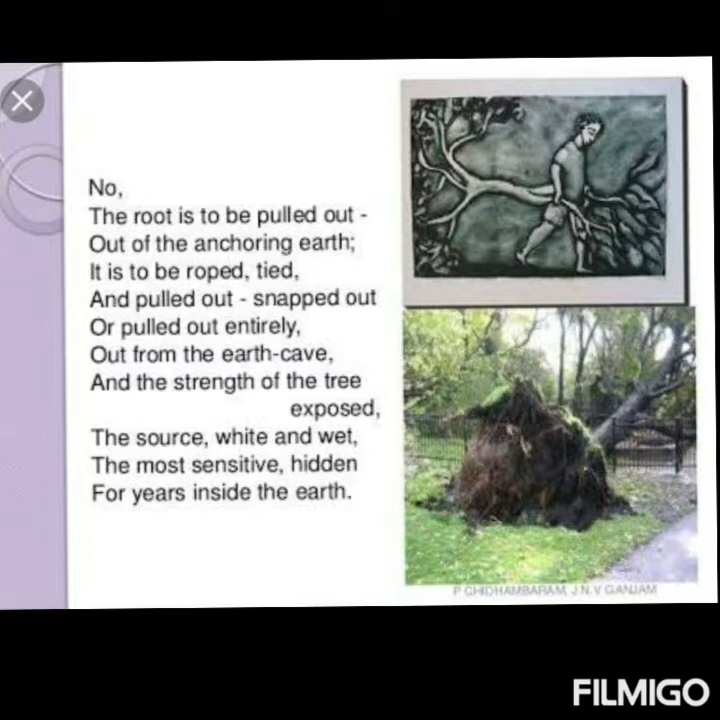 No,
The root is to be pulled out -
Out of the anchoring earth;
It is to be roped, tied,
And pulled out - snapped out
Or pulled out entirely,
Out from the earth-cave,
And the strength of the tree
exposed,
The source, white and wet,
The most sensitive, hidden
For years inside the earth.
P CHIDHAMBARAM, J.N.V GANJAM
FILMIGO